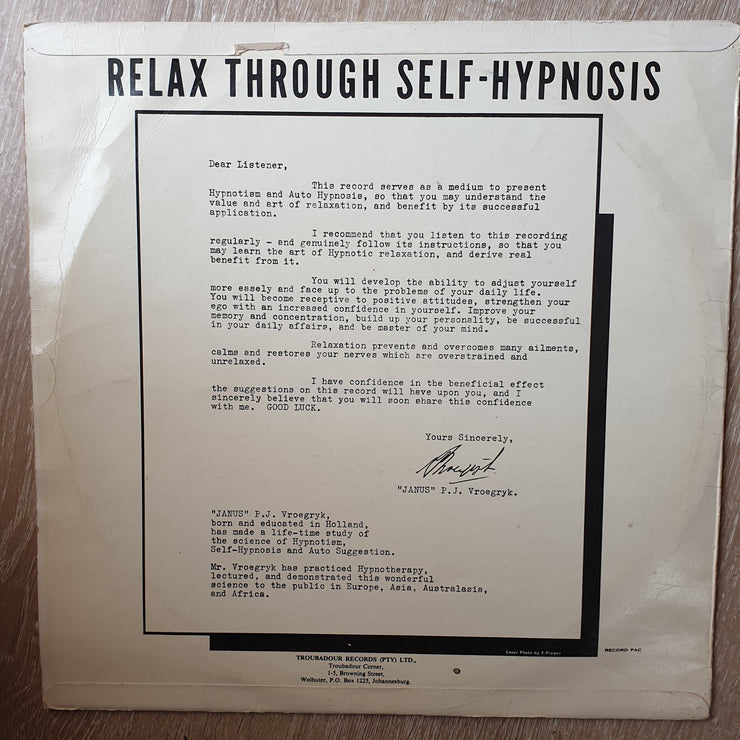 RELAX THROUGH SELF-HYPNOSIS
Dear Listener,
This record serves as a medium to present
Hypnotism and Auto Hypnosis, so that you may understand the
value and art of relaxation, and benefit by its successful
application.
I recommend that you listen to this recording
regularly - and genuinely follow its instructions, so that you
may learn the art of Hypnotic relaxation, and derive real
benefit from it.
You will develop the ability to adjust yourself
more easely and face up to the problems of your daily life.
You will become receptive to positive attitudes, strengthen your
ego with an increased confidence in yourself. Improve your
memory and concentration, build up your personality, be successful
in your daily affairs, and be master of your mind.
Relaxation prevents and overcomes many ailments,
calms and restores your nerves which are overstrained and
unrelaxed.
I have confidence in the beneficial effect
the suggestions on this record will have upon you, and I
sincerely believe that you will soon share this confidence
with me. GOOD LUCK.
Yours Sincerely,
"JANUS" P.J. Vroegryk.
"JANUS" P.J. Vroegryk,
born and educated in Holland,
has made a life-time study of
the science of Hypnotism,
Self-Hypnosis and Auto Suggestion.
Mr. Vroegryk has practiced Hypnotherapy,
lectured, and demonstrated this wonderful
science to the public in Europe, Asia, Australasia,
and Africa.
Cover Photo by
RECORD PAC
TROUBADOUR RECORDS (PTY) LTD.,
Troubadour Corner,
1-5, Browning Street,
Wolhuter, P.O. Box 1225, Johannesburg.